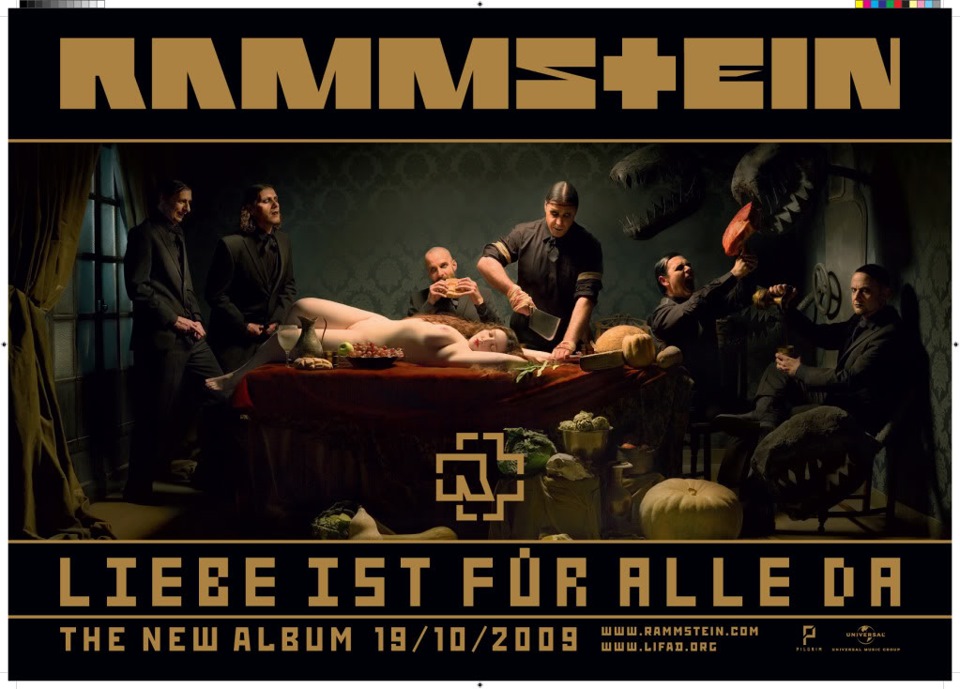 RAMMSTEIN
LIEBE IST FÜR ALLE DA
THE NEW ALBUM 19/10/2009
WWW.RAMMSTEIN.COM
WWW.LIFAD.ORG
PILGRIM
UNIVERSAL
UNIVERSAL MUSIC GROUP